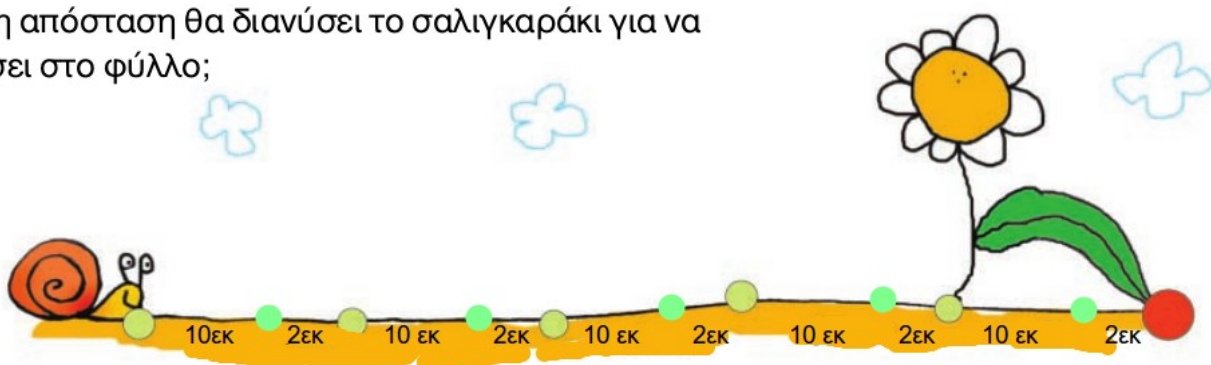 η απόσταση θα διανύσει το σαλιγκαράκι για να
σει στο φύλλο;
10εκ 2εκ 10 εκ 2εκ 10 εκ 2εκ 10 εκ 2εκ 10 εκ 2εκ